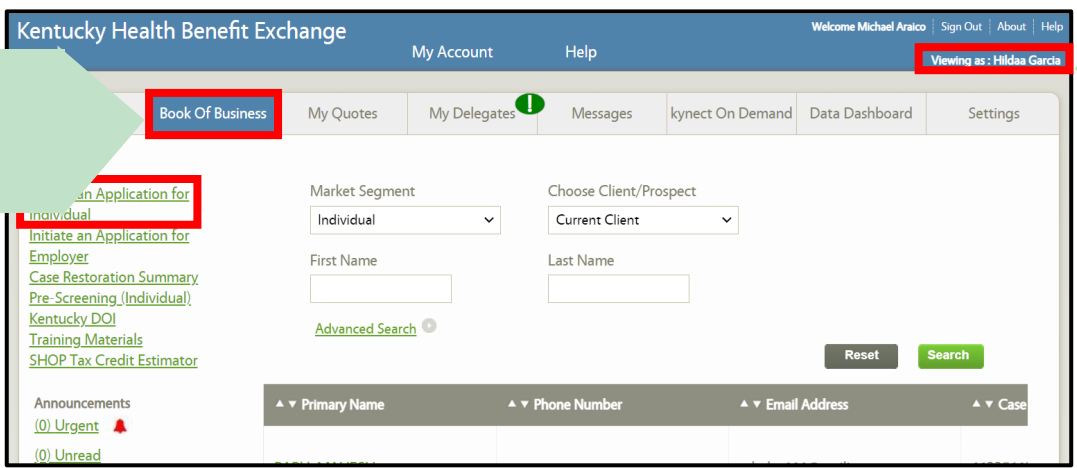 Kentucky Health Benefit Exchange
Welcome Michael Araico Sign Out About Help
My Account Help
Viewing as : Hildaa Garcia
Book Of Business My Quotes My Delegates Messages kynect On Demand Data Dashboard Settings
an Application for
Individual
Initiate an Application for
Employer
Case Restoration Summary
Pre-Screening (Individual)
Kentucky DOI
Training Materials
SHOP Tax Credit Estimator
Market Segment Choose Client/Prospect
Individual Current Client
First Name Last Name
Advanced Search
Reset Search
Announcements
(0) Urgent
(0) Unread
Primary Name Phone Number Email Address Case